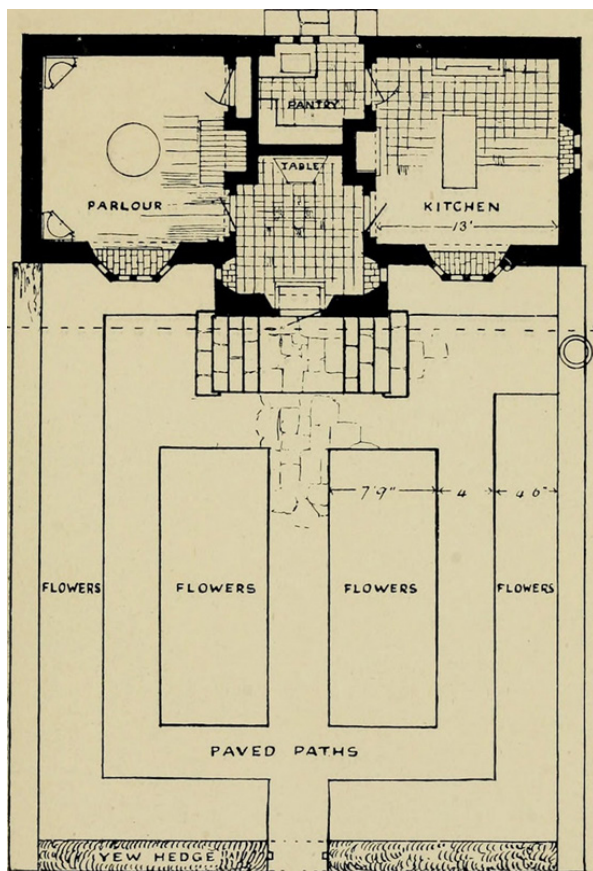 PANTRY
TABLE
PARLOUR
KITCHEN
13'
7'9"
4
4 6"
FLOWERS
FLOWERS
FLOWERS
FLOWERS
PAVED PATHS
YEW HEDGE